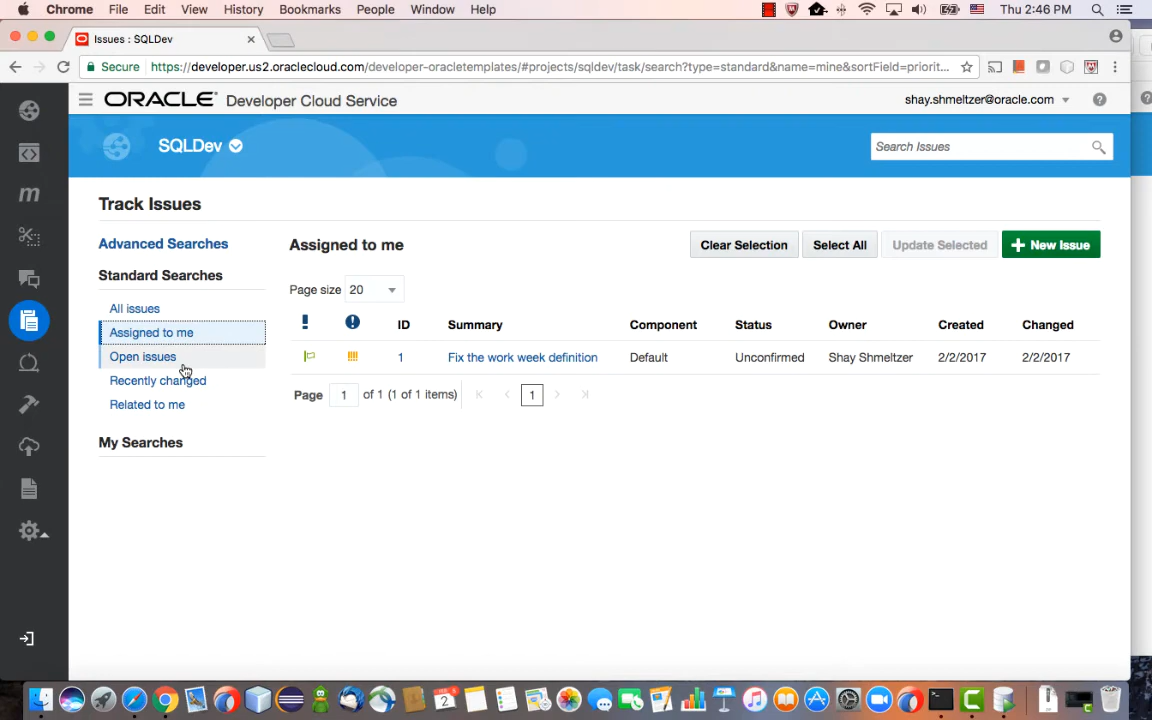 Chrome File Edit View History Bookmarks People Window Help Thu 2:46 PM
Issues : SQLDev
Secure https://developer.us2.oraclecloud.com/developer-oracletemplates/#projects/sqldev/task/search?type=standard&name=mine&sortField=priorit...
ORACLE® Developer Cloud Service shay.shmeltzer@oracle.com
SQLDev Search Issues
Track Issues
Advanced Searches
Standard Searches
All issues
Assigned to me
Open issues
Recently changed
Related to me
My Searches
Assigned to me Clear Selection Select All Update Selected New Issue
Page size 20
ID Summary Component Status Owner Created Changed
1 Fix the work week definition Default Unconfirmed Shay Shmeltzer 2/2/2017 2/2/2017
Page 1 of 1 (1 of 1 items) 1